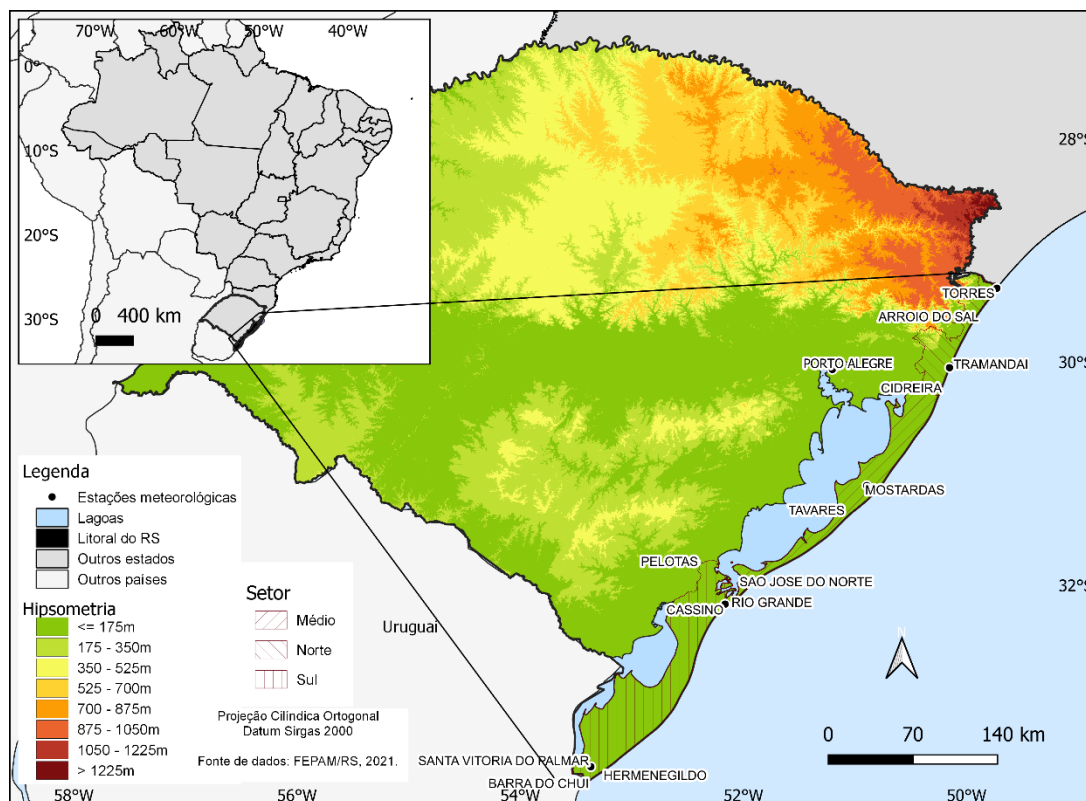 70°W 60°W 50°W 40°W
0°
10°S
20°S
30°S
0 400 km
28°S
30°S
32°S
TORRES
ARROIO DO SAL
PORTO ALEGRE
TRAMANDAI
CIDREIRA
MOSTARDAS
TAVARES
PELOTAS
SAO JOSE DO NORTE
CASSINO
RIO GRANDE
SANTA VITORIA DO PALMAR
HERMENEGILDO
BARRA DO CHUI
Uruguai
Legenda
Estações meteorológicas
Lagoas
Litoral do RS
Outros estados
Outros países
Hipsometria
<= 175m
175 - 350m
350 - 525m
525 - 700m
700 - 875m
875 - 1050m
1050 - 1225m
> 1225m
Setor
Médio
Norte
Sul
Projeção Cilíndrica Ortogonal
Datum Sirgas 2000
Fonte de dados: FEPAM/RS, 2021.
N
0 70 140 km
58°W 56°W 54°W 52°W 50°W